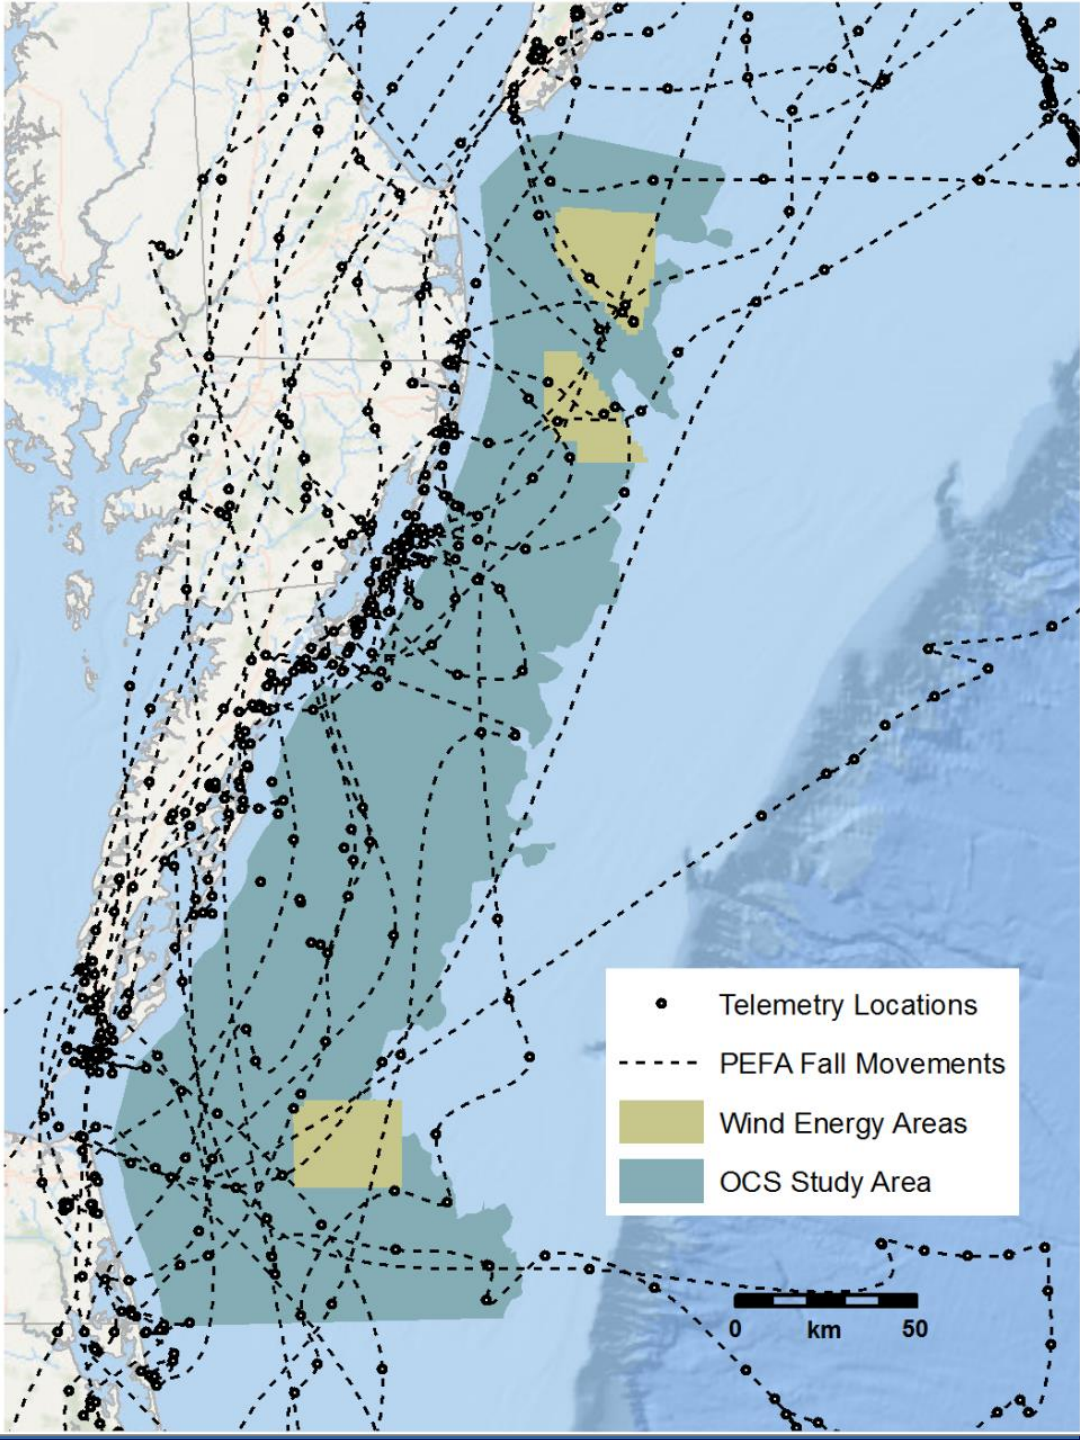 Telemetry Locations
PEFA Fall Movements
Wind Energy Areas
OCS Study Area
0 km 50